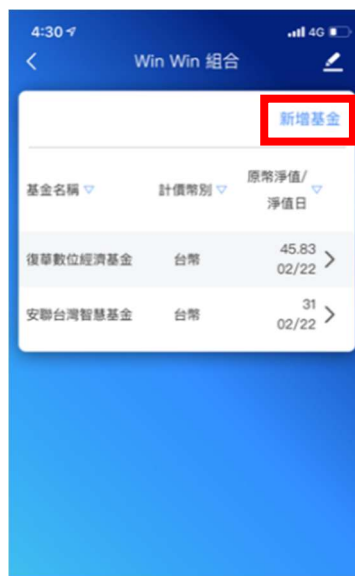 4:30 4G
Win Win 組合
新增基金
基金名稱 計價幣別 原幣淨值/
淨值日
復華數位經濟基金 台幣 45.83
02/22
安聯台灣智慧基金 台幣 31
02/22